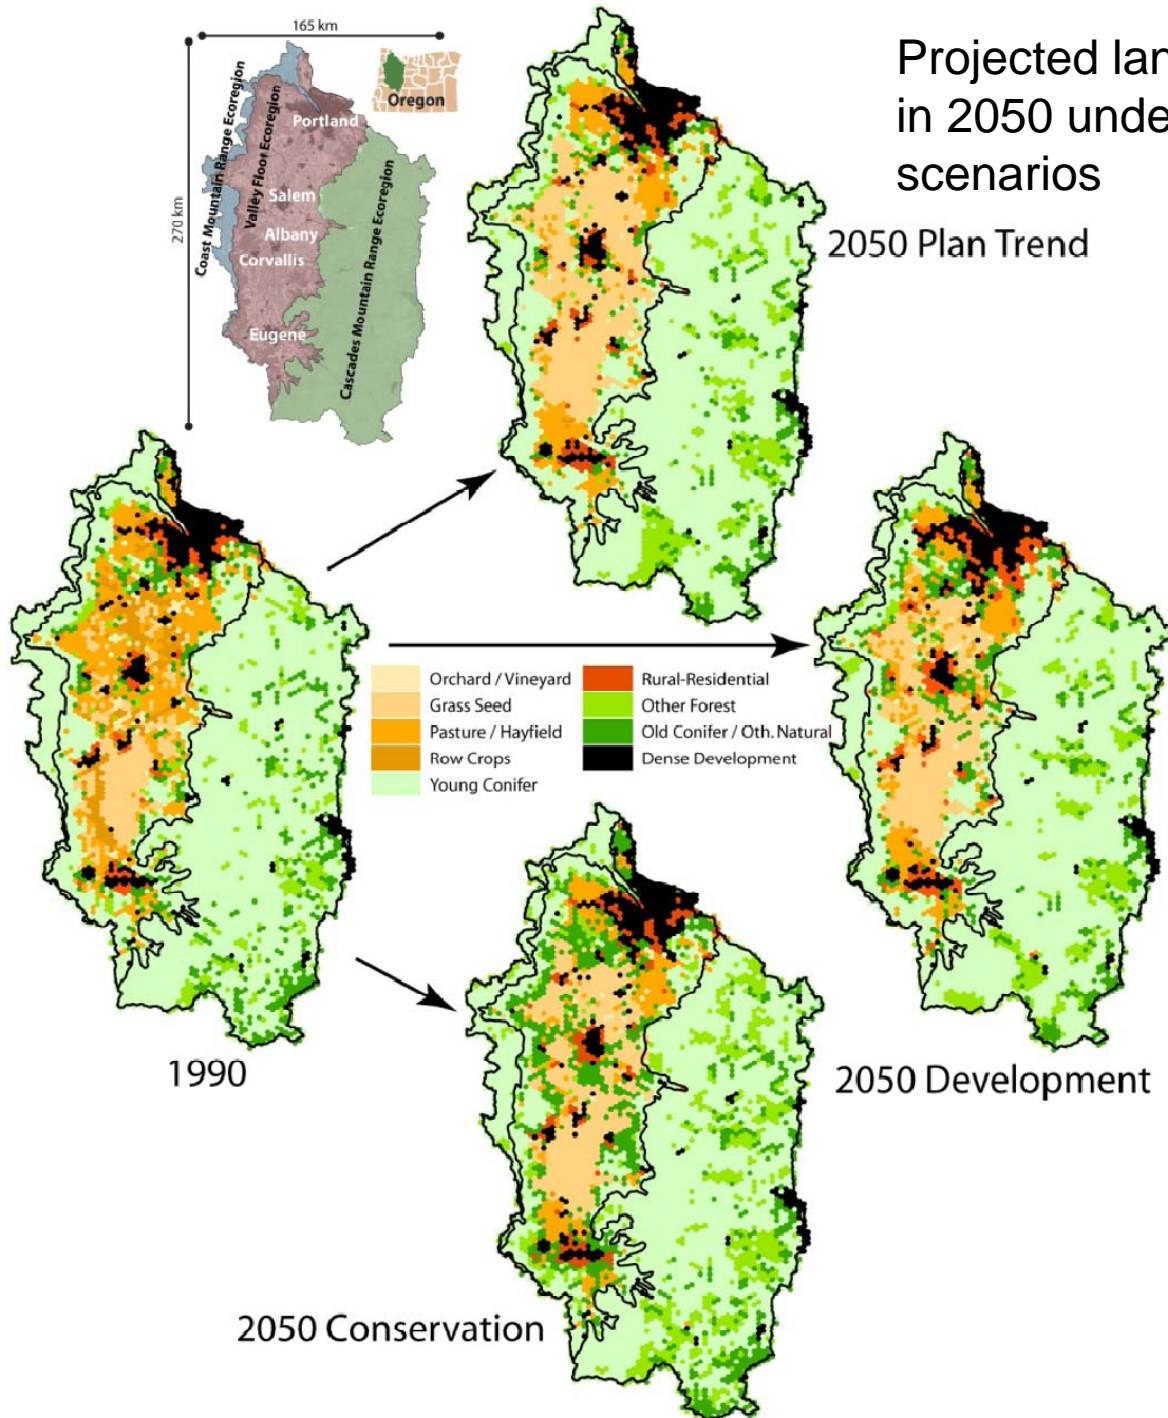 165 km
270 km
Coast Mountain Range Ecoregion
Valley Floor Ecoregion
Cascades Mountain Range Ecoregion
Oregon
Portland
Salem
Albany
Corvallis
Eugene
Projected
in 2050
scenarios
2050 Plan Trend
Orchard / Vineyard
Grass Seed
Pasture / Hayfield
Row Crops
Young Conifer
Rural-Residential
Other Forest
Old Conifer / Oth. Natural
Dense Development
1990
2050 Development
2050 Conservation